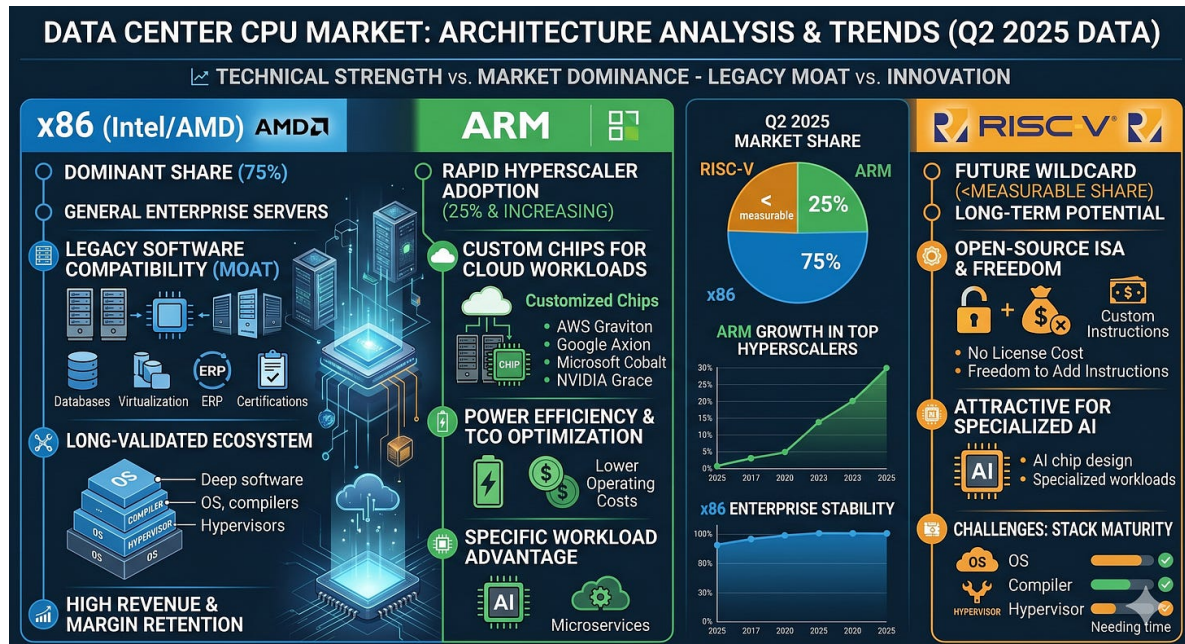 DATA CENTER CPU MARKET: ARCHITECTURE ANALYSIS & TRENDS (Q2 2025 DATA)
TECHNICAL STRENGTH vs. MARKET DOMINANCE - LEGACY MOAT vs. INNOVATION
x86 (Intel/AMD) AMD
DOMINANT SHARE (75%)
GENERAL ENTERPRISE SERVERS
LEGACY SOFTWARE
COMPATIBILITY (MOAT)
ERP
Databases
Virtualization
ERP
Certifications
LONG-VALIDATED ECOSYSTEM
OS
...
COMPILER
OS
HYPERVISOR
OS
OS
Deep software
OS, compilers
Hypervisors
HIGH REVENUE &
MARGIN RETENTION
ARM
RAPID HYPERSCALER
ADOPTION
(25% & INCREASING)
CUSTOM CHIPS FOR
CLOUD WORKLOADS
CHIP
Customized Chips
• AWS Graviton
• Google Axion
• Microsoft Cobalt
• NVIDIA Grace
POWER EFFICIENCY &
TCO OPTIMIZATION
$
$
Lower
Operating
Costs
SPECIFIC WORKLOAD
ADVANTAGE
AI
Microservices
Q2 2025
MARKET SHARE
RISC-V
ARM
<
measurable
25%
75%
x86
ARM GROWTH IN TOP
HYPERSCALERS
30%
25%
20%
15%
10%
5%
0%
2025 2017 2020 2023 2023 2025
x86 ENTERPRISE STABILITY
100%
80%
30%
0%
2025 2025 2020 2025 2025 2025
RISC-V®
FUTURE WILDCARD
(<MEASURABLE SHARE)
LONG-TERM POTENTIAL
OPEN-SOURCE ISA
& FREEDOM
+
$
$
Custom
Instructions
• No License Cost
• Freedom to Add Instructions
ATTRACTIVE FOR
SPECIALIZED AI
AI
• AI chip design
• Specialized workloads
CHALLENGES: STACK MATURITY
OS
OS
Compiler
HYPERVISOR
Hypervisor
Needing time